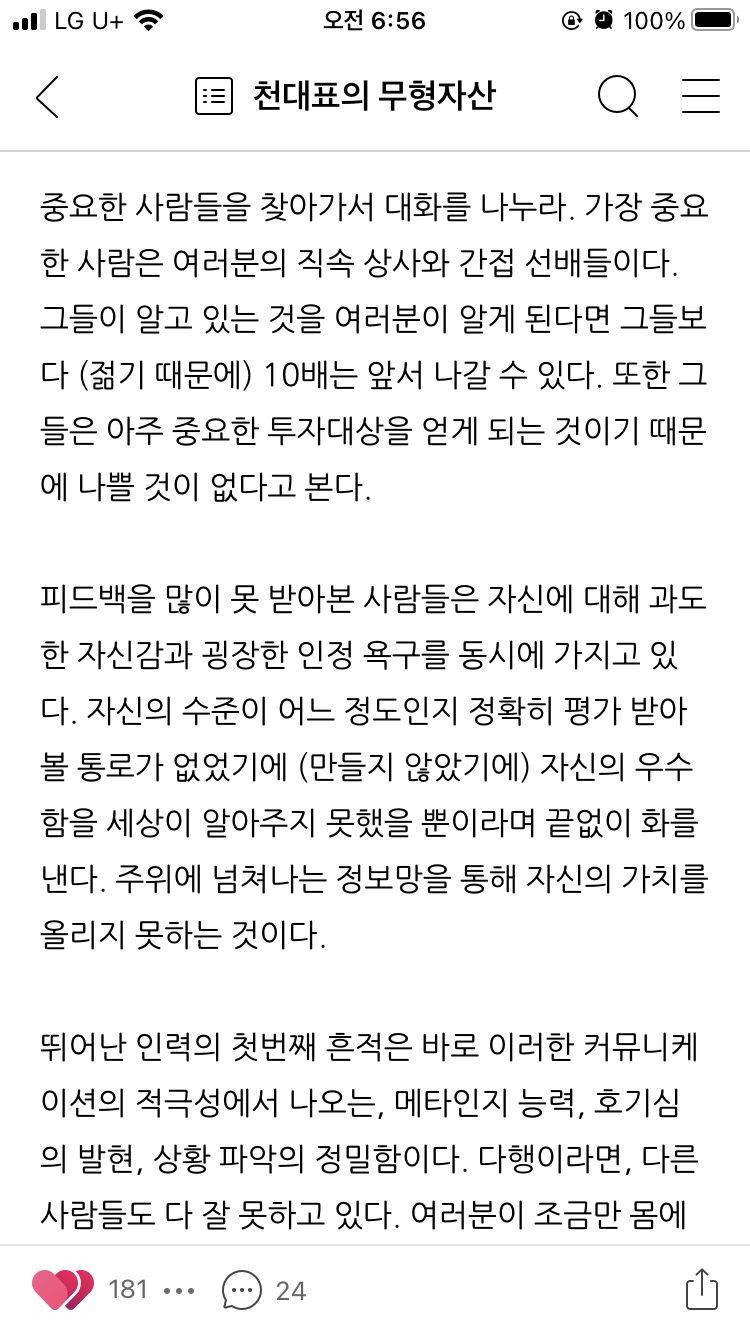 LG U+
오전 6:56
100%
천대표의 무형자산
중요한 사람들을 찾아가서 대화를 나누라. 가장 중요
한 사람은 여러분의 직속 상사와 간접 선배들이다.
그들이 알고 있는 것을 여러분이 알게 된다면 그들보
다 (젊기 때문에) 10배는 앞서 나갈 수 있다. 또한 그
들은 아주 중요한 투자대상을 얻게 되는 것이기 때문
에 나쁠 것이 없다고 본다.
피드백을 많이 못 받아본 사람들은 자신에 대해 과도
한 자신감과 굉장한 인정 욕구를 동시에 가지고 있
다. 자신의 수준이 어느 정도인지 정확히 평가 받아
볼 통로가 없었기에 (만들지 않았기에) 자신의 우수
함을 세상이 알아주지 못했을 뿐이라며 끝없이 화를
낸다. 주위에 넘쳐나는 정보망을 통해 자신의 가치를
올리지 못하는 것이다.
뛰어난 인력의 첫번째 흔적은 바로 이러한 커뮤니케
이션의 적극성에서 나오는, 메타인지 능력, 호기심
의 발현, 상황 파악의 정밀함이다. 다행이라면, 다른
사람들도 다 잘 못하고 있다. 여러분이 조금만 몸에
181
24